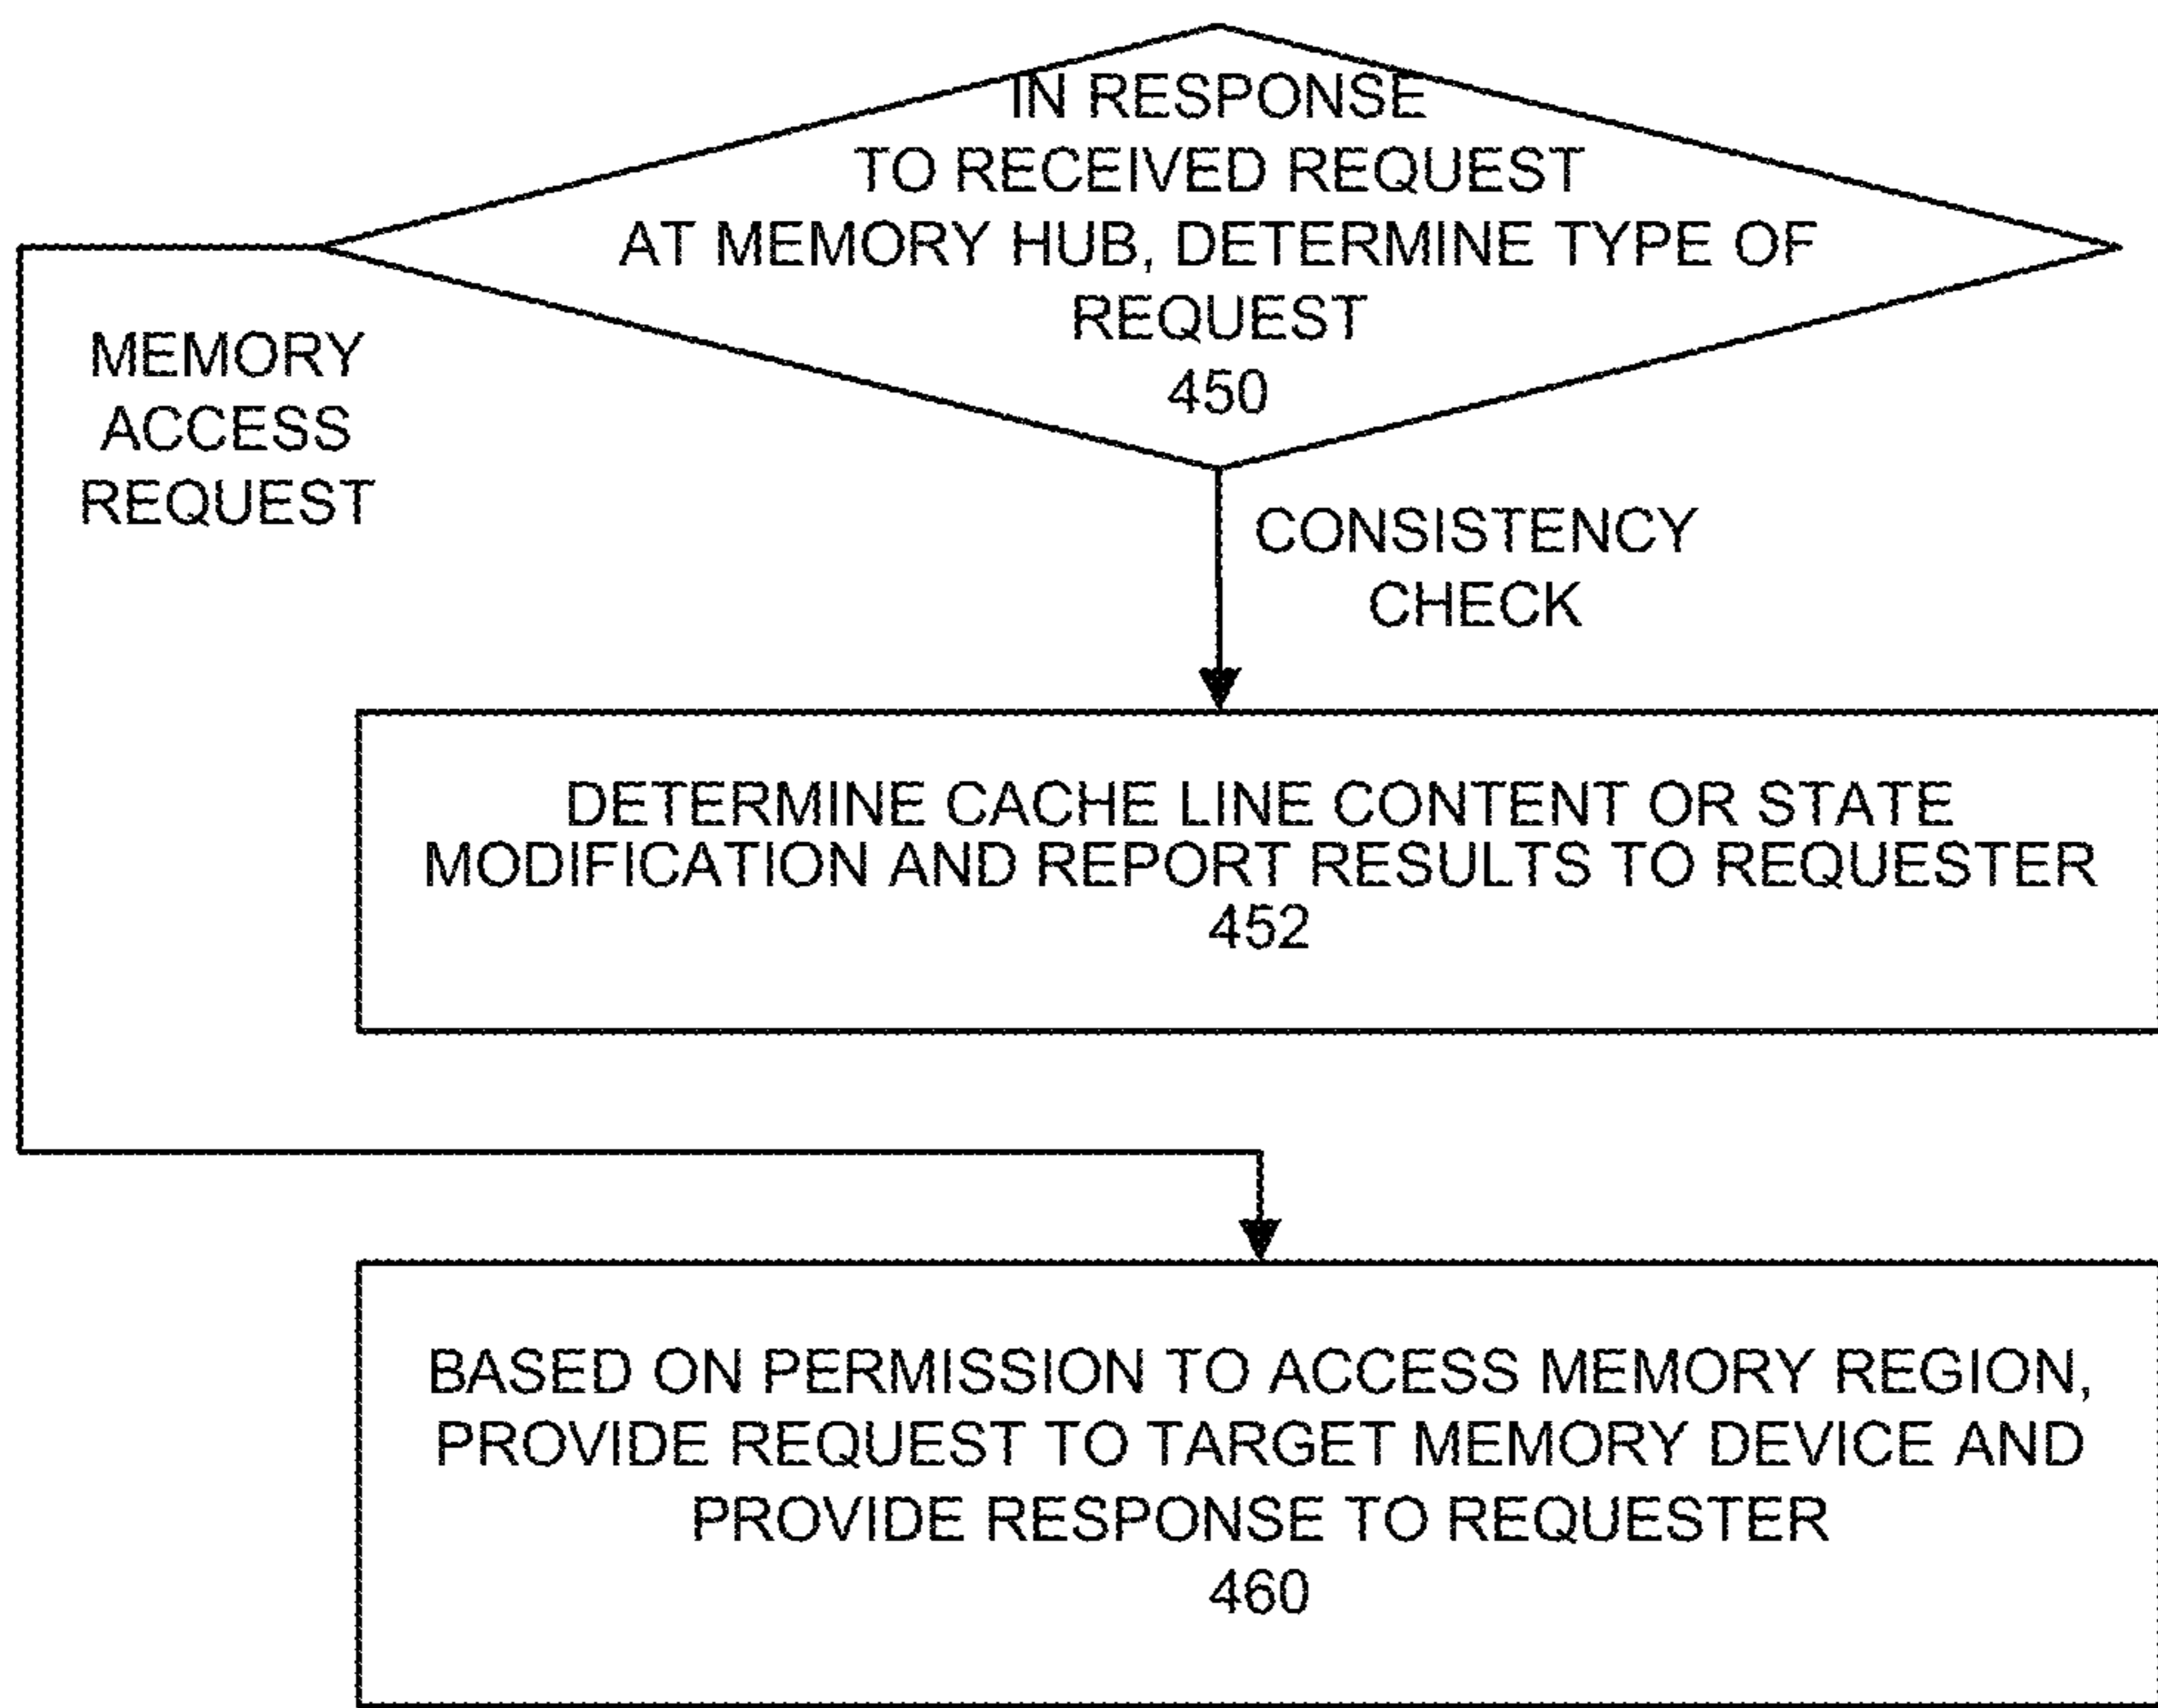 IN RESPONSE
TO RECEIVED REQUEST
AT MEMORY HUB, DETERMINE TYPE OF
REQUEST
450
MEMORY
ACCESS
REQUEST
CONSISTENCY
CHECK
DETERMINE CACHE LINE CONTENT OR STATE
MODIFICATION AND REPORT RESULTS TO REQUESTER
452
BASED ON PERMISSION TO ACCESS MEMORY REGION,
PROVIDE REQUEST TO TARGET MEMORY DEVICE AND
PROVIDE RESPONSE TO REQUESTER
460